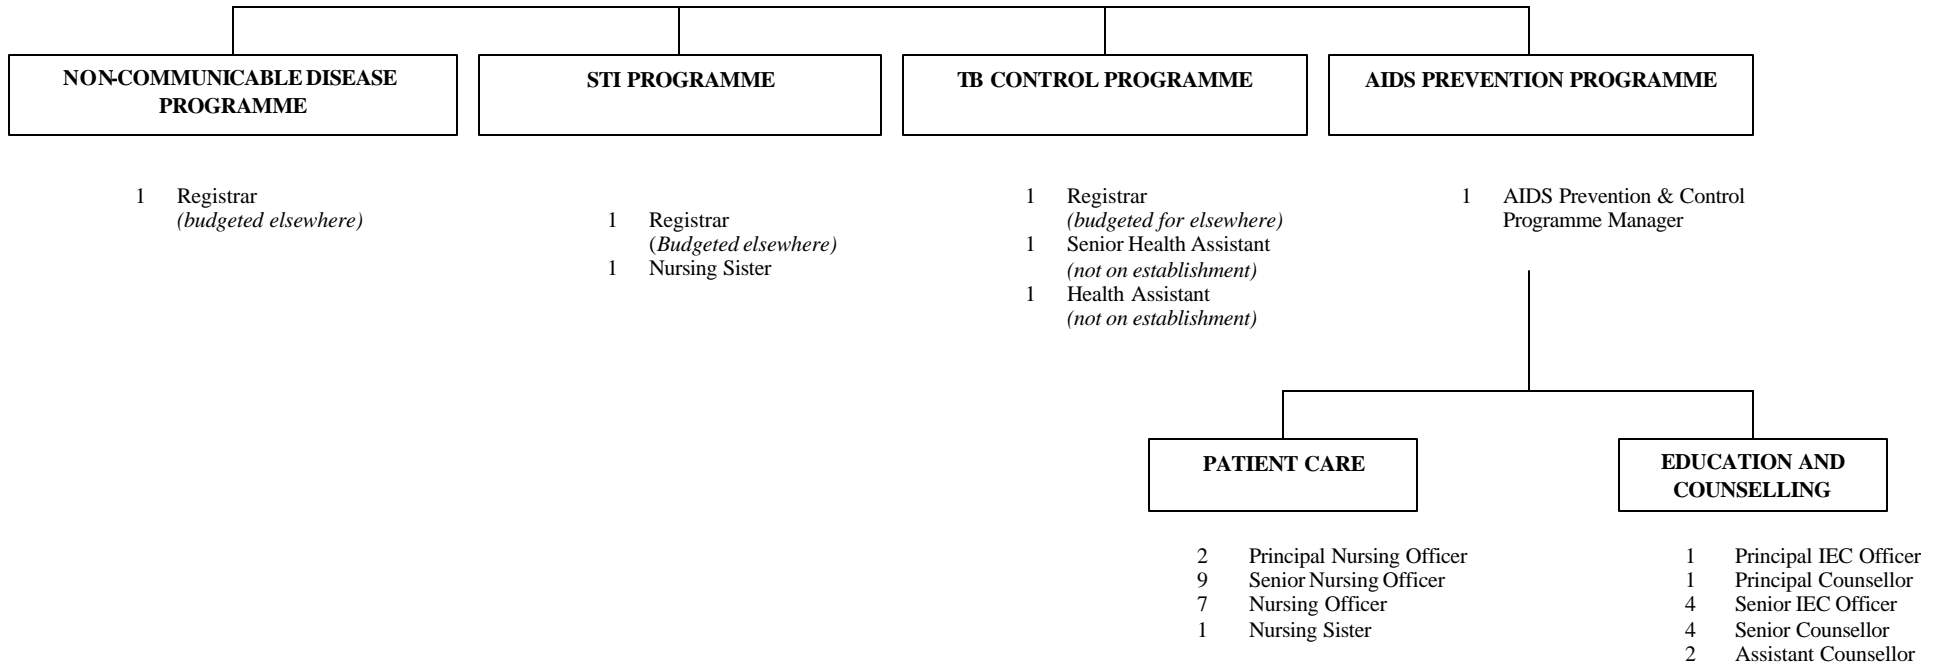 NON-COMMUNICABLE DISEASE
PROGRAMME
STI PROGRAMME
TB CONTROL PROGRAMME
AIDS PREVENTION PROGRAMME
1 Registrar
(budgeted elsewhere)
1 Registrar
(Budgeted elsewhere)
1 Nursing Sister
1 Registrar
(budgeted for elsewhere)
1 Senior Health Assistant
(not on establishment)
1 Health Assistant
(not on establishment)
1 AIDS Prevention & Control
Programme Manager
PATIENT CARE
2 Principal Nursing Officer
9 Senior Nursing Officer
7 Nursing Officer
1 Nursing Sister
EDUCATION AND
COUNSELLING
1 Principal IEC Officer
1 Principal Counsellor
4 Senior IEC Officer
4 Senior Counsellor
2 Assistant Counsellor